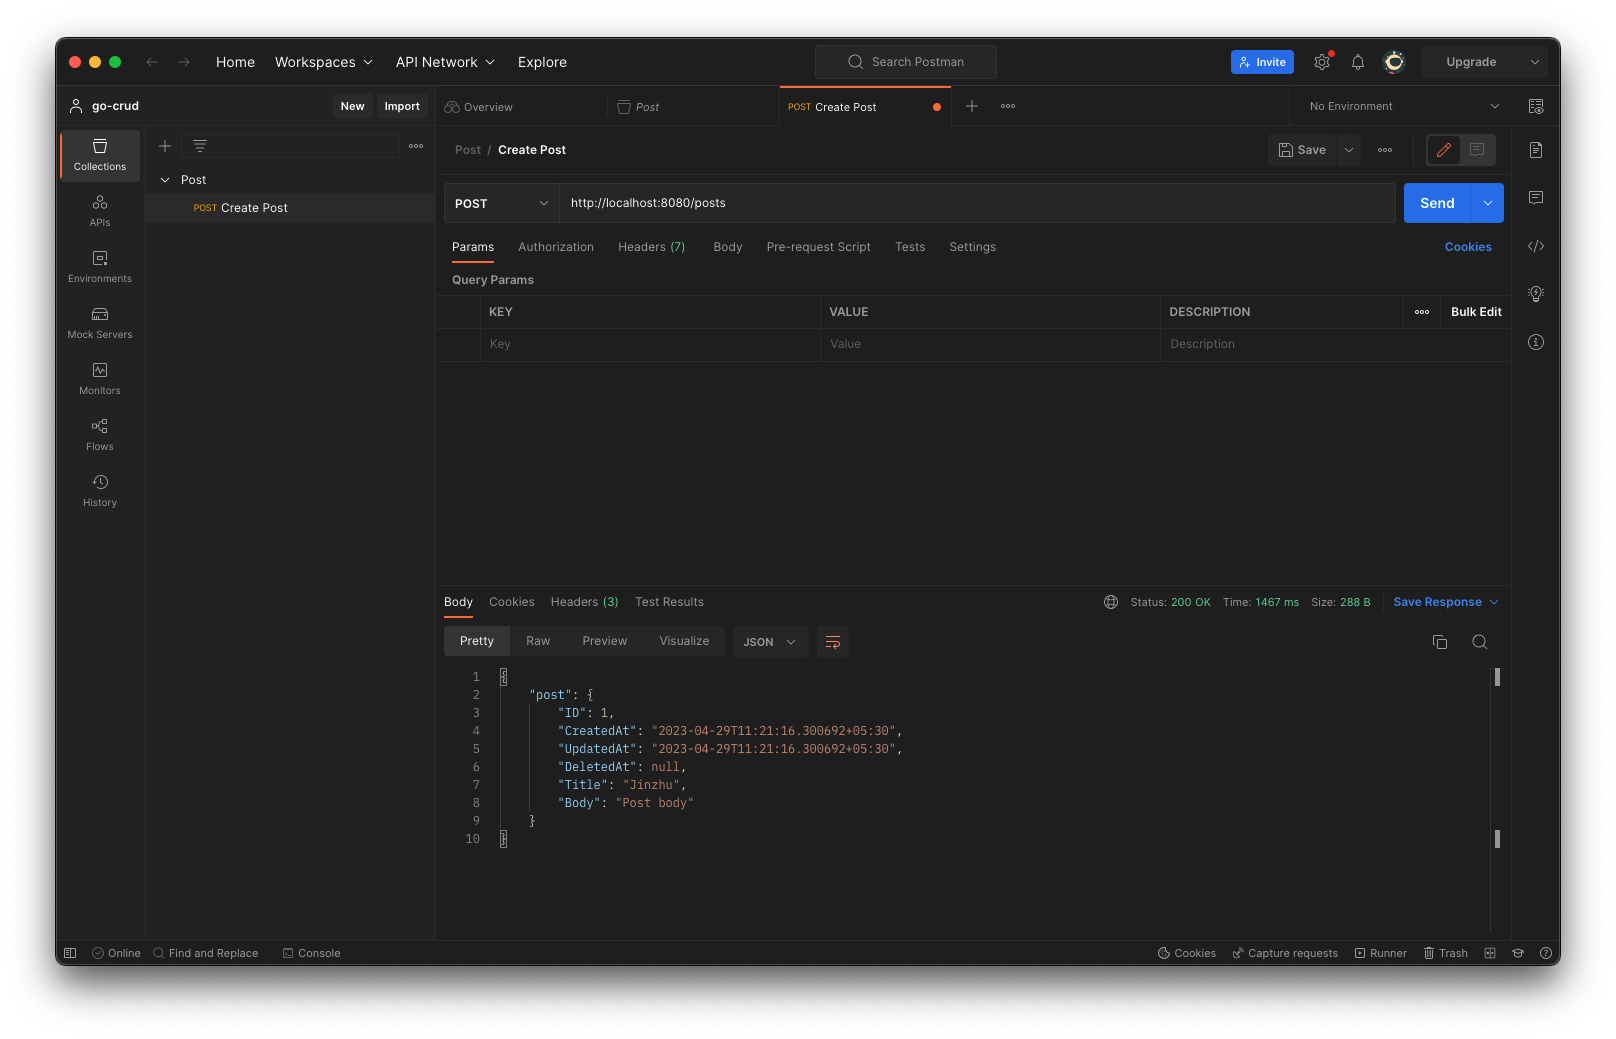 Home Workspaces API Network Explore Search Postman Invite Upgrade
go-crud New Import Overview Post POST Create Post No Environment
Collections
APIs
Environments
Mock Servers
Monitors
Flows
History
Post
POST Create Post
Post / Create Post Save
POST http://localhost:8080/posts Send
Params Authorization Headers (7) Body Pre-request Script Tests Settings Cookies
Query Params
KEY VALUE DESCRIPTION Bulk Edit
Key Value Description
Body Cookies Headers (3) Test Results Status: 200 OK Time: 1467 ms Size: 288 B Save Response
Pretty Raw Preview Visualize JSON
1 {
2 "post": {
3 "ID": 1,
4 "CreatedAt": "2023-04-29T11:21:16.300692+05:30",
5 "UpdatedAt": "2023-04-29T11:21:16.300692+05:30",
6 "DeletedAt": null,
7 "Title": "Jinzhu",
8 "Body": "Post body"
9 }
10 }
Online Find and Replace Console Cookies Capture requests Runner Trash